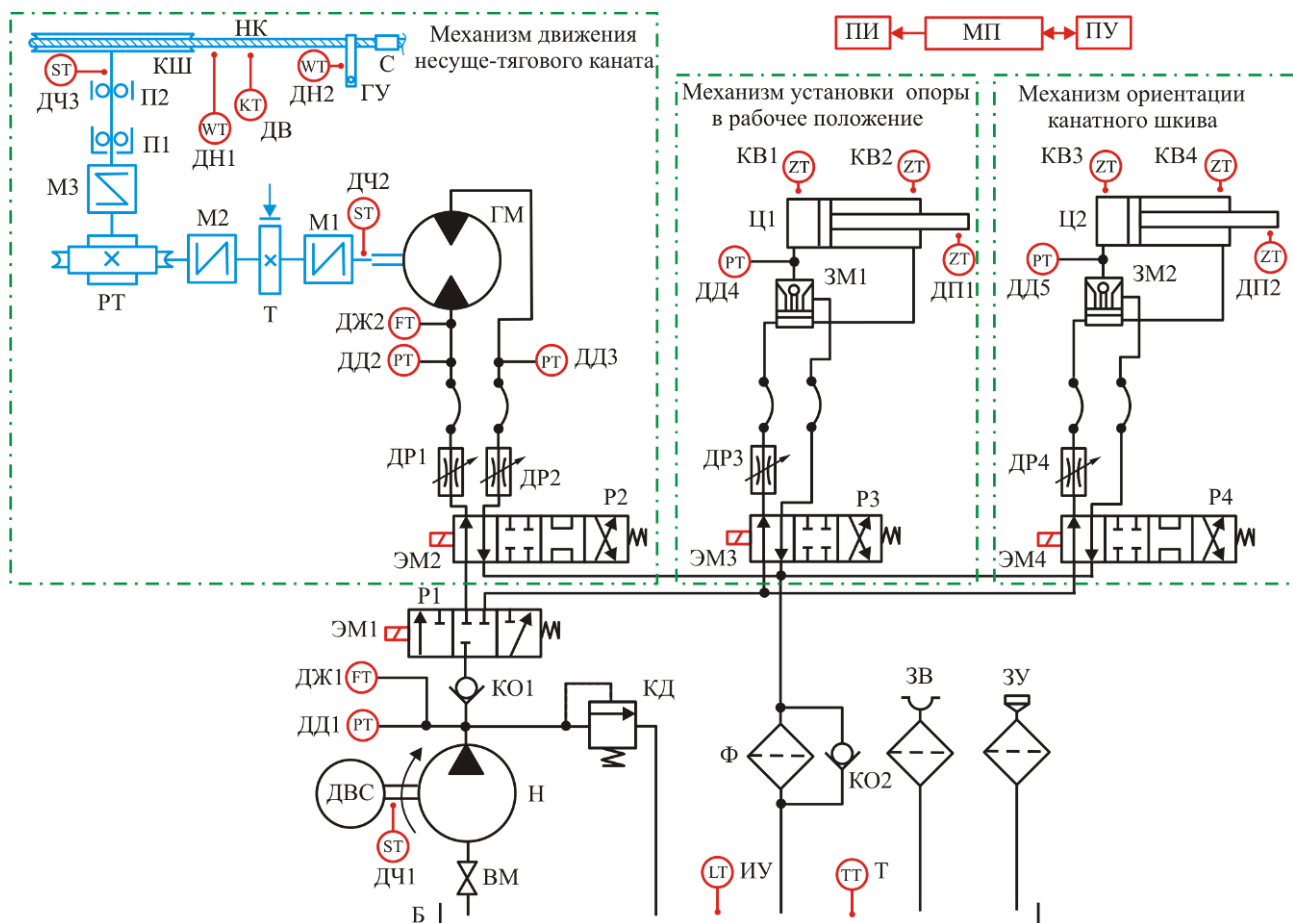 НК
Механизм движения
несуще-тягового каната
ПИ
МП
ПУ
ST
КШ
WT
С
ДЧ3
П2
WT
KT
ДН2
ГУ
ДВ
ДН1
П1
М3
Механизм установки опоры
в рабочее положение
Механизм ориентации
канатного шкива
КВ1
ZT
КВ2
ZT
КВ3
ZT
КВ4
ZT
ДЧ2
ST
ГМ
М2
М1
РТ
Т
Ц1
PT
ДД4
ЗМ1
ZT
ДП1
Ц2
PT
ДД5
ЗМ2
ZT
ДП2
ДЖ2
FT
ДД2
PT
PT
ДД3
ДР1
ДР2
ДР3
ДР4
Р2
Р3
Р4
ЭМ2
ЭМ3
ЭМ4
Р1
ЭМ1
ДЖ1
FT
КО1
КД
ЗВ
ЗУ
ДД1
PT
Ф
КО2
ДВС
Н
ST
ДЧ1
ВМ
LT
ИУ
TT
Т
Б